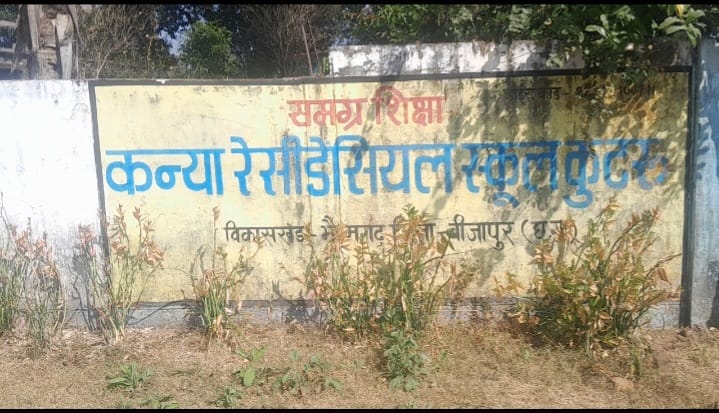 समग्र शिक्षा
कन्या रेसीडेंसियल स्कूल कुटरू
विकासखंड - भैरमगढ़ जिला - बीजापुर (छ.ग.)